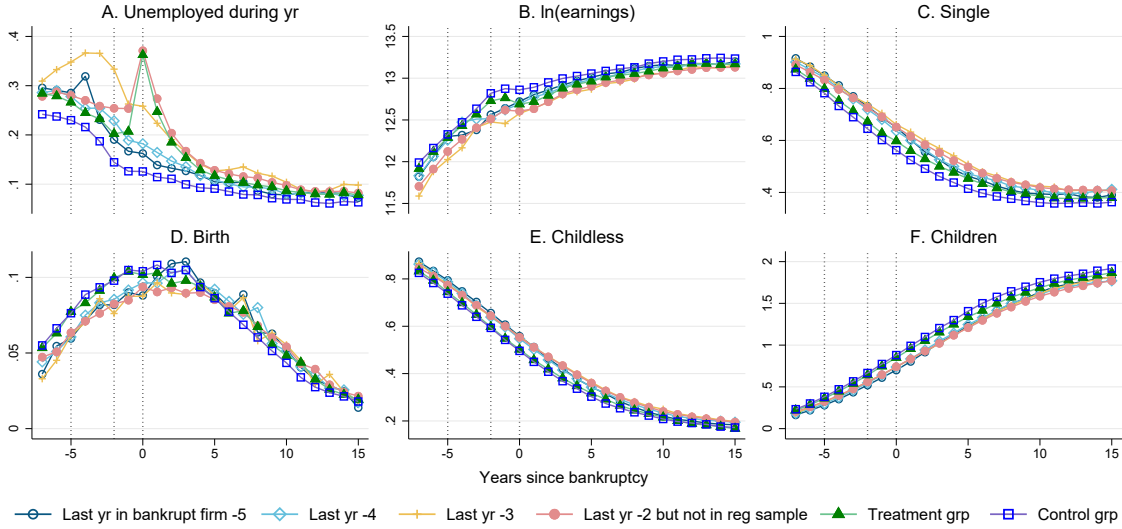 A. Unemployed during yr
B. ln(earnings)
C. Single
.4
.3
.2
.1
13.5
13
12.5
12
11.5
1
.8
.6
.4
D. Birth
E. Childless
F. Children
.1
.05
0
.8
.6
.4
.2
2
1.5
1
.5
0
-5 0 5 10 15
-5 0 5 10 15
-5 0 5 10 15
Years since bankruptcy
Last yr in bankrupt firm -5 Last yr -4 Last yr -3 Last yr -2 but not in reg sample Treatment grp Control grp